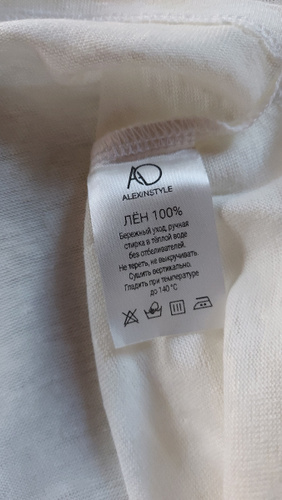 AO
ALEXINSTYLE
ЛЁН 100%
Бережный уход, ручная
стирка в тёплой воде
без отбеливателей.
Не тереть, не выкручивать.
Сушить вертикально.
Гладить при температуре
до 140 °C